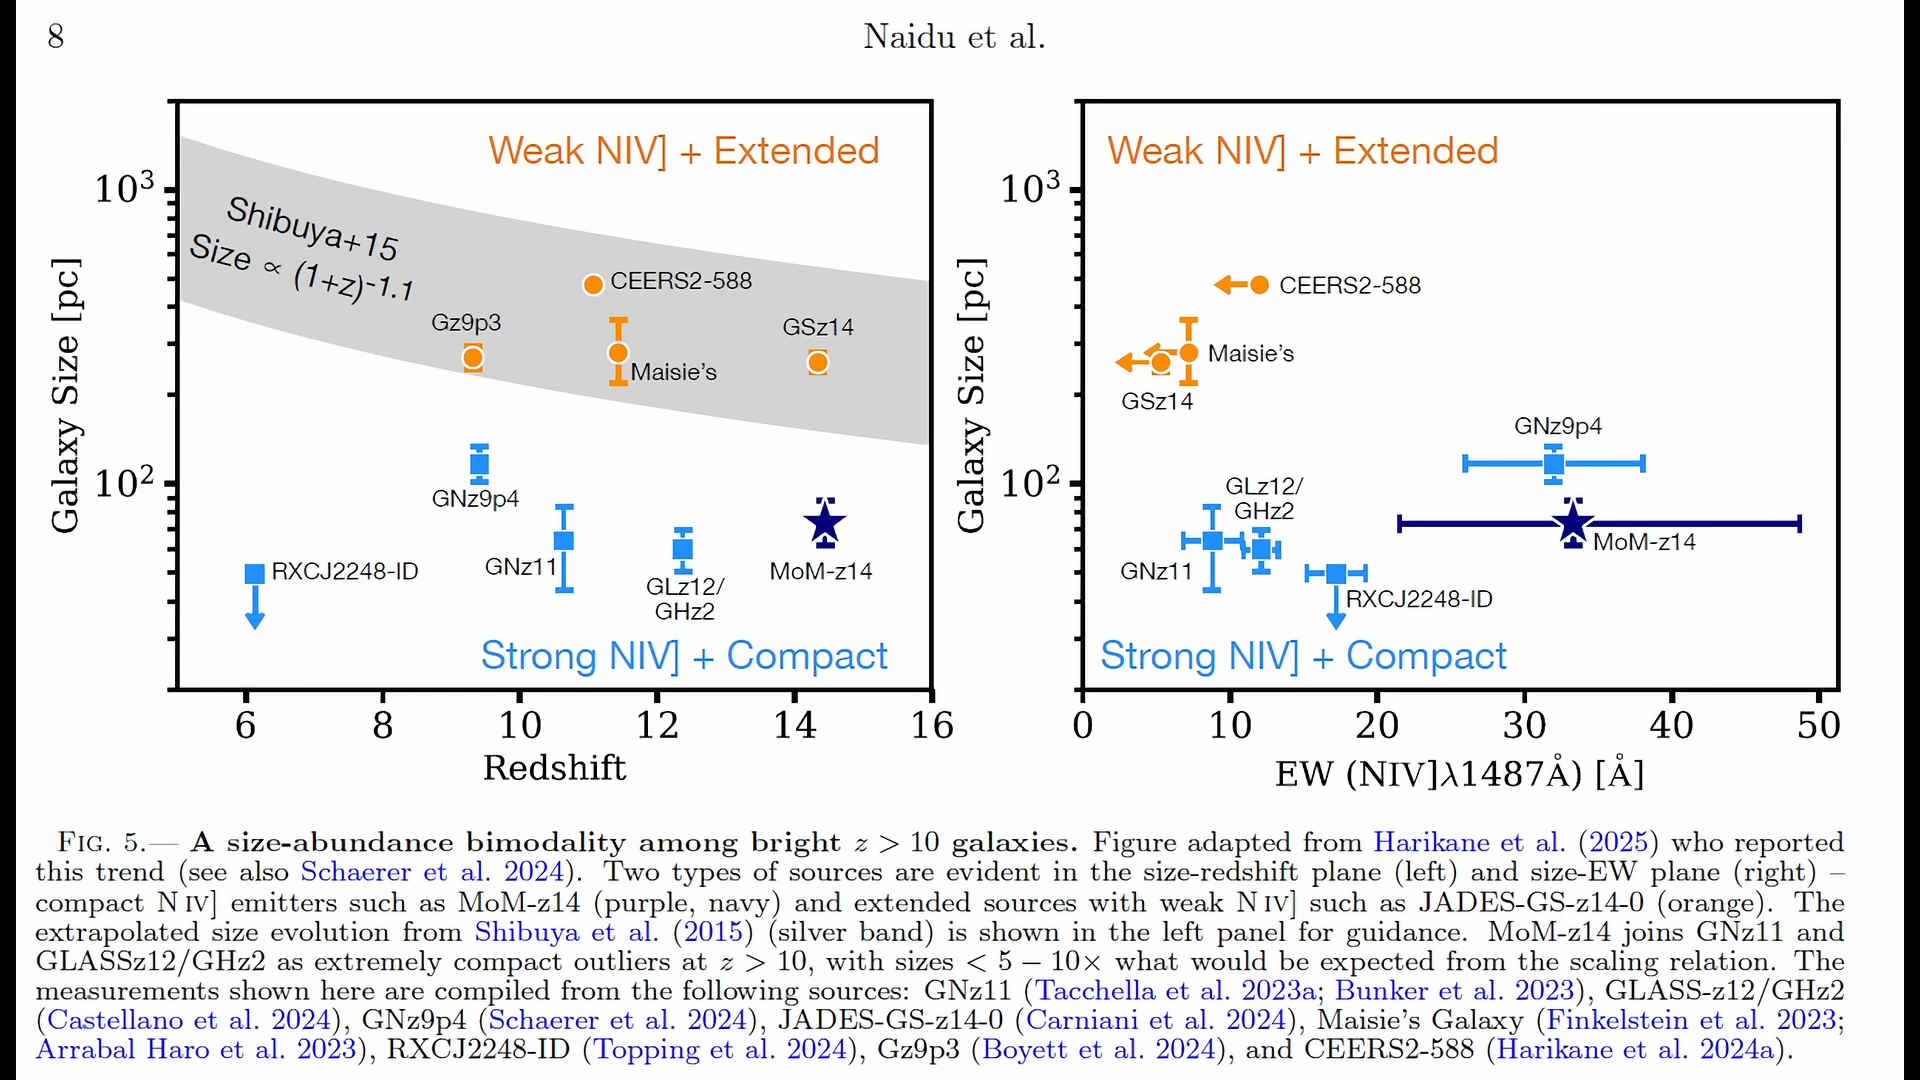 8
Naidu et al.
Weak NIV] + Extended
Shibuya+15
Size ∝ (1+z)-1.1
CEERS2-588
Gz9p3
Maisie’s
GSz14
GNz9p4
GNz11
GLz12/
GHz2
MoM-z14
RXCJ2248-ID
Strong NIV] + Compact
10³
10²
Galaxy Size [pc]
6 8 10 12 14 16
Redshift
Weak NIV] + Extended
CEERS2-588
Maisie’s
GSz14
GNz9p4
GLz12/
GHz2
MoM-z14
GNz11
RXCJ2248-ID
Strong NIV] + Compact
10³
10²
Galaxy Size [pc]
0 10 20 30 40 50
EW (NIV]λ1487Å) [Å]
FIG. 5.— A size-abundance bimodality among bright z > 10 galaxies. Figure adapted from Harikane et al. (2025) who reported
this trend (see also Schaerer et al. 2024). Two types of sources are evident in the size-redshift plane (left) and size-EW plane (right) –
compact N IV] emitters such as MoM-z14 (purple, navy) and extended sources with weak N IV] such as JADES-GS-z14-0 (orange). The
extrapolated size evolution from Shibuya et al. (2015) (silver band) is shown in the left panel for guidance. MoM-z14 joins GNz11 and
GLASSz12/GHz2 as extremely compact outliers at z > 10, with sizes < 5 − 10× what would be expected from the scaling relation. The
measurements shown here are compiled from the following sources: GNz11 (Tacchella et al. 2023a; Bunker et al. 2023), GLASS-z12/GHz2
(Castellano et al. 2024), GNz9p4 (Schaerer et al. 2024), JADES-GS-z14-0 (Carniani et al. 2024), Maisie’s Galaxy (Finkelstein et al. 2023;
Arrabal Haro et al. 2023), RXCJ2248-ID (Topping et al. 2024), Gz9p3 (Boyett et al. 2024), and CEERS2-588 (Harikane et al. 2024a).